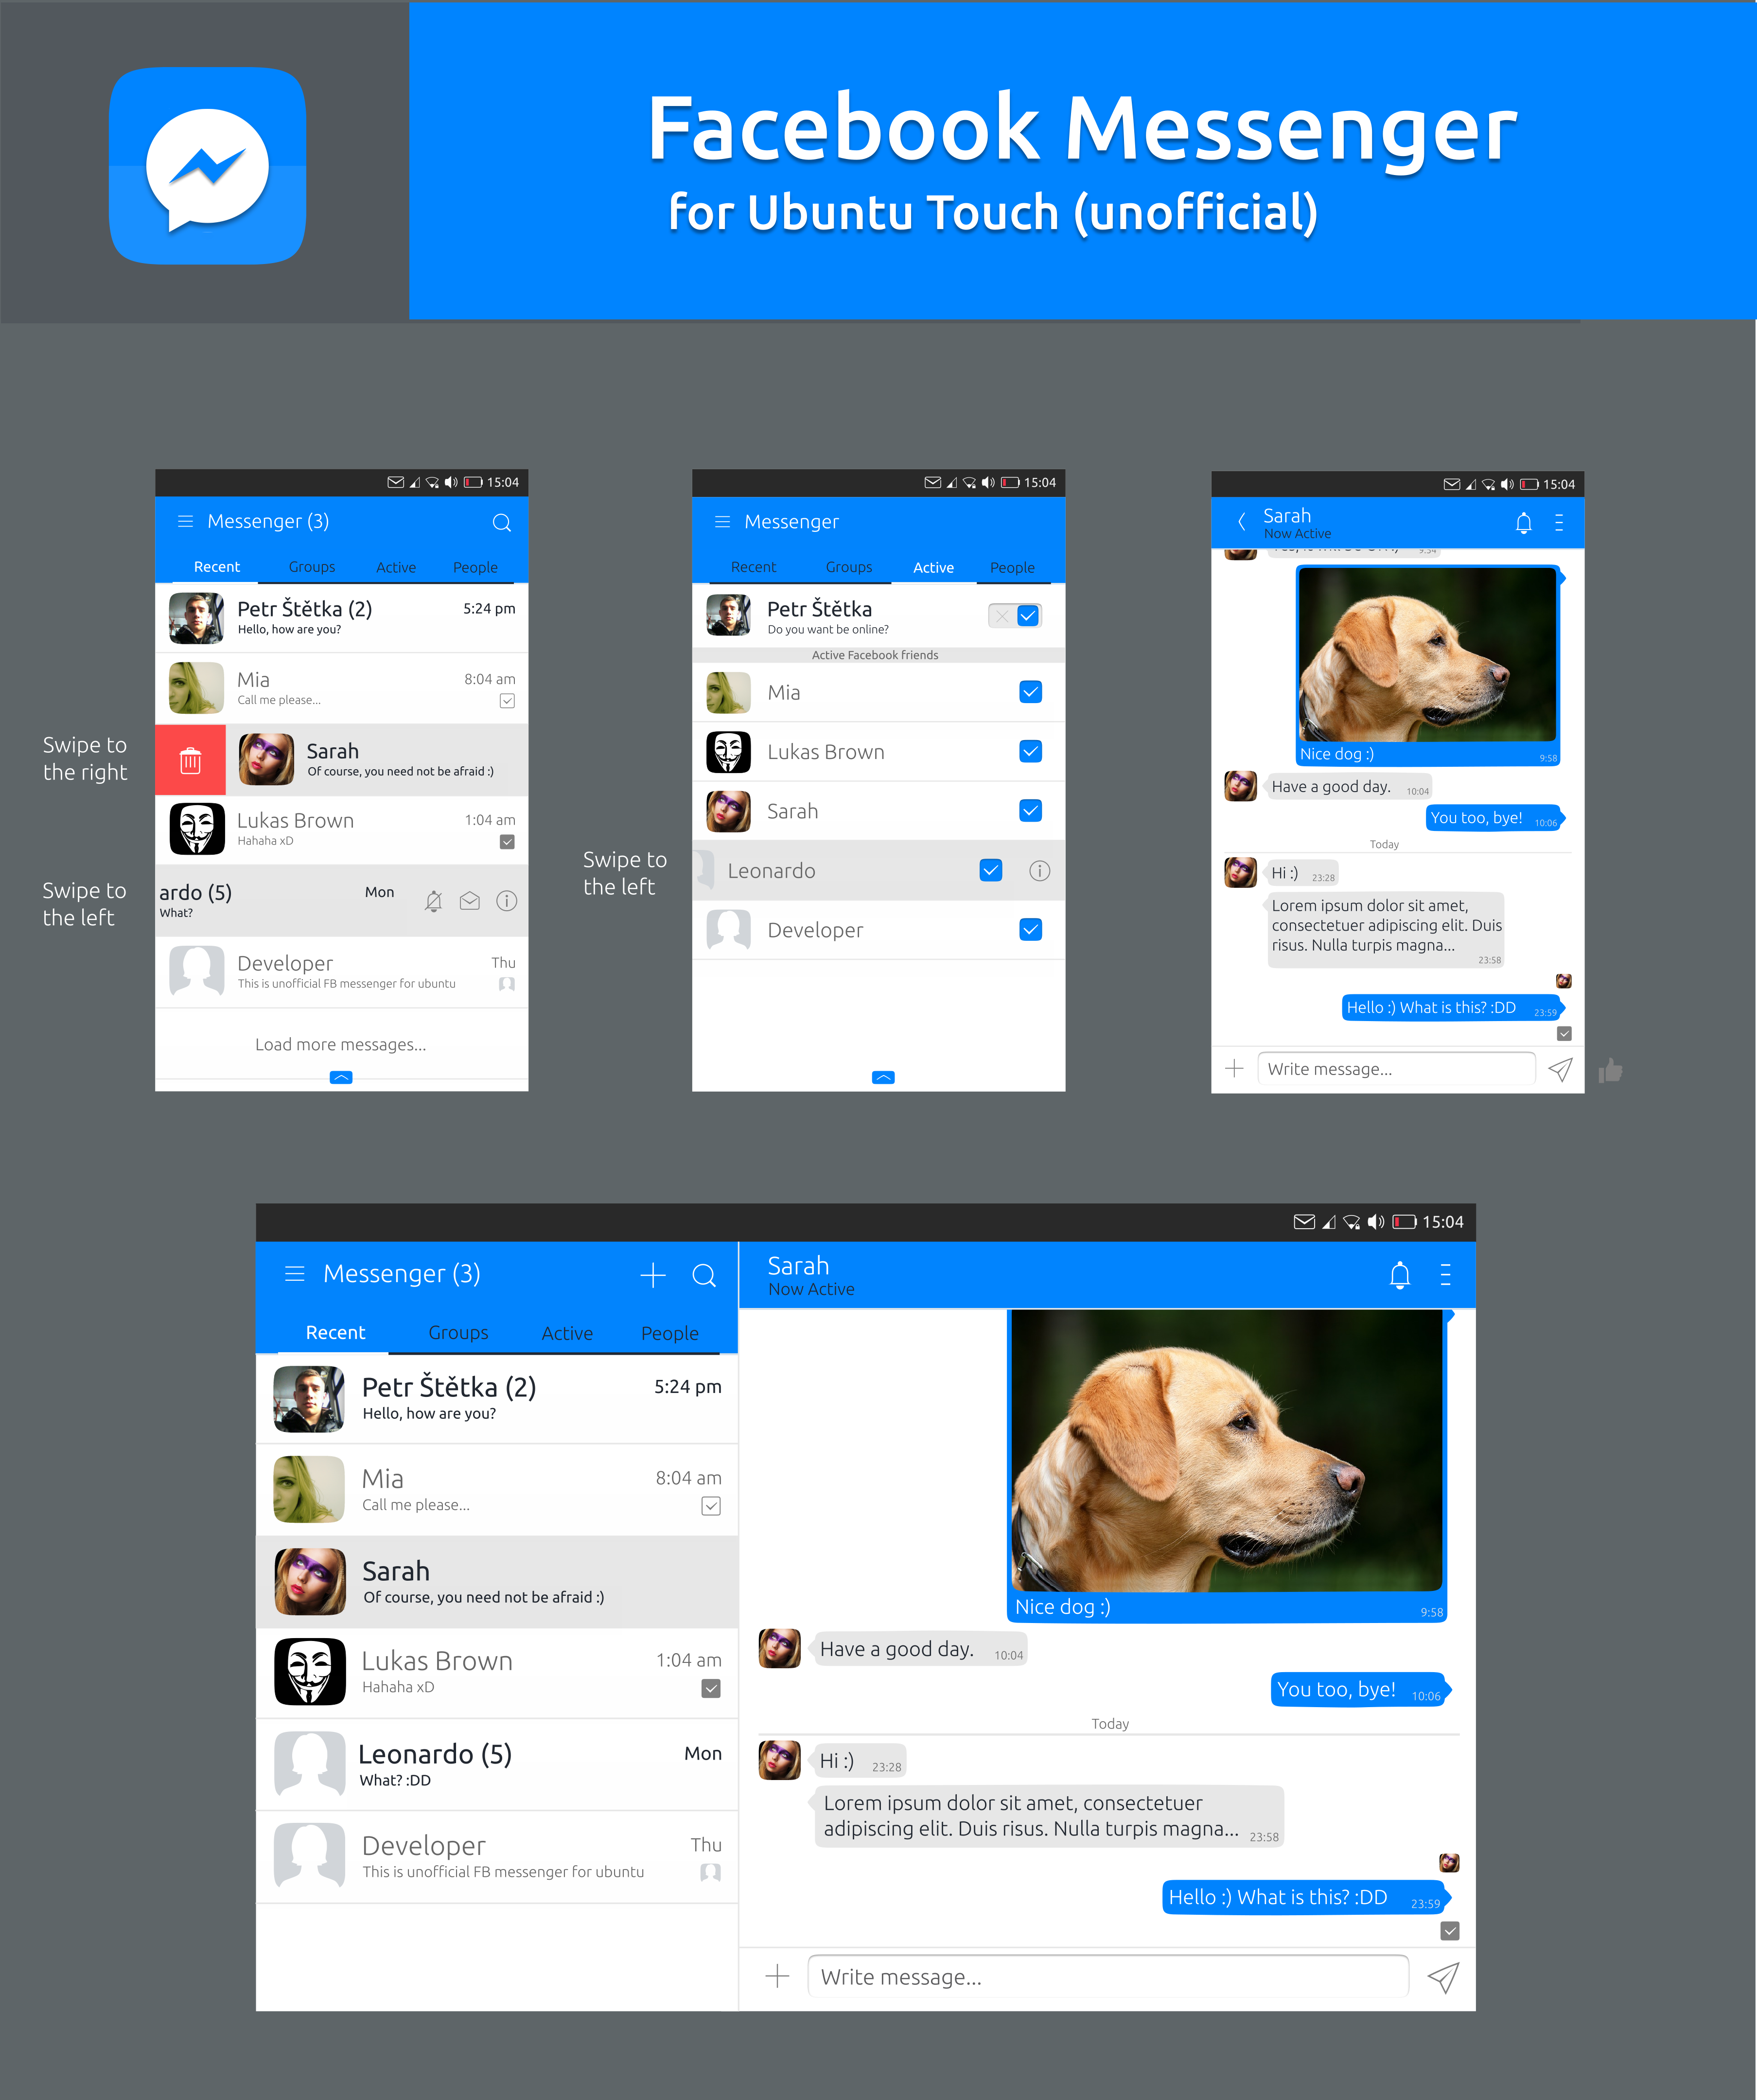 Facebook Messenger
for Ubuntu Touch (unofficial)
15:04
Messenger (3)
Recent Groups Active People
Petr Štětka (2) 5:24 pm
Hello, how are you?
Mia 8:04 am
Call me please...
Swipe to
the right
Sarah
Of course, you need not be afraid :)
Lukas Brown 1:04 am
Hahaha xD
Swipe to
the left
ardo (5) Mon
What?
Developer Thu
This is unofficial FB messenger for ubuntu
Load more messages...
15:04
Messenger
Recent Groups Active People
Petr Štětka
Do you want be online?
Active Facebook friends
Mia
Lukas Brown
Sarah
Swipe to
the left
Leonardo
Developer
15:04
Sarah
Now Active
9:54
Nice dog :) 9:58
Have a good day. 10:04
You too, bye! 10:06
Today
Hi :) 23:28
Lorem ipsum dolor sit amet,
consectetuer adipiscing elit. Duis
risus. Nulla turpis magna...
23:58
Hello :) What is this? :DD 23:59
Write message...
15:04
Messenger (3)
Recent Groups Active People
Petr Štětka (2) 5:24 pm
Hello, how are you?
Mia 8:04 am
Call me please...
Sarah
Of course, you need not be afraid :)
Lukas Brown 1:04 am
Hahaha xD
Leonardo (5) Mon
What? :DD
Developer Thu
This is unofficial FB messenger for ubuntu
Sarah
Now Active
Nice dog :) 9:58
Have a good day. 10:04
You too, bye! 10:06
Today
Hi :) 23:28
Lorem ipsum dolor sit amet, consectetuer
adipiscing elit. Duis risus. Nulla turpis magna... 23:58
Hello :) What is this? :DD 23:59
Write message...